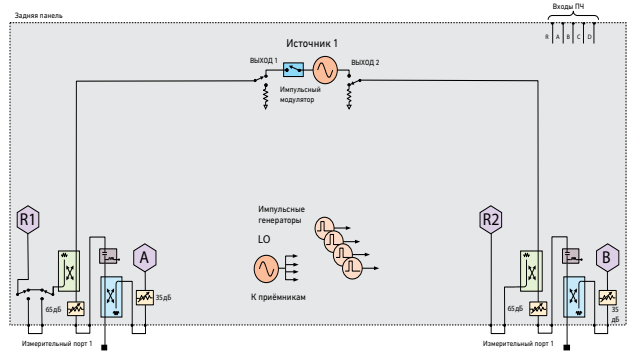 Входы ПЧ
Задняя панель
R A B C D
Источник 1
ВЫХОД 1
ВЫХОД 2
Импульсный
модулятор
R1
A
65дБ
35дБ
Импульсные
генераторы
LO
К приёмникам
R2
B
65дБ
35
дБ
Измерительный порт 1
Измерительный порт 1